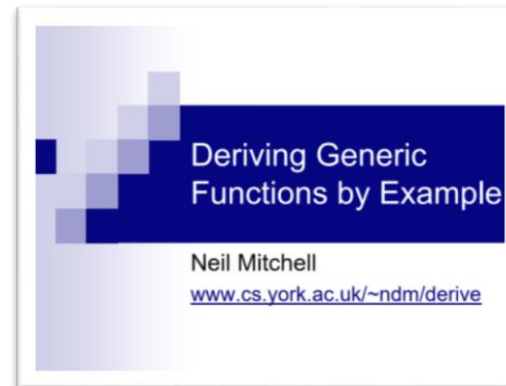 Deriving Generic
Functions by Example
Neil Mitchell
www.cs.york.ac.uk/~ndm/derive